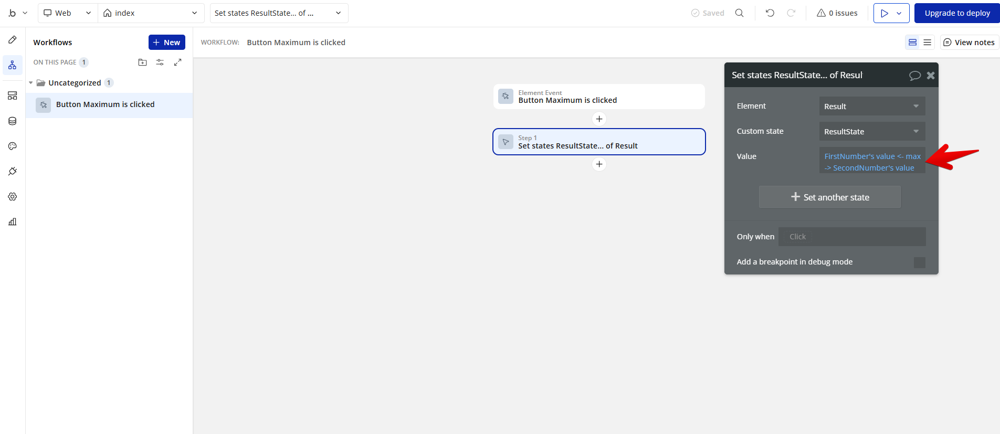 .b
Web
index
Set states ResultState... of ...
Saved
0 issues
Upgrade to deploy
Workflows
+ New
WORKFLOW: Button Maximum is clicked
View notes
ON THIS PAGE 1
Uncategorized 1
Button Maximum is clicked
Element Event
Button Maximum is clicked
Step 1
Set states ResultState... of Result
Set states ResultState... of Resul
Element
Result
Custom state
ResultState
Value
FirstNumber's value <- max
-> SecondNumber's value
+ Set another state
Only when
Click
Add a breakpoint in debug mode